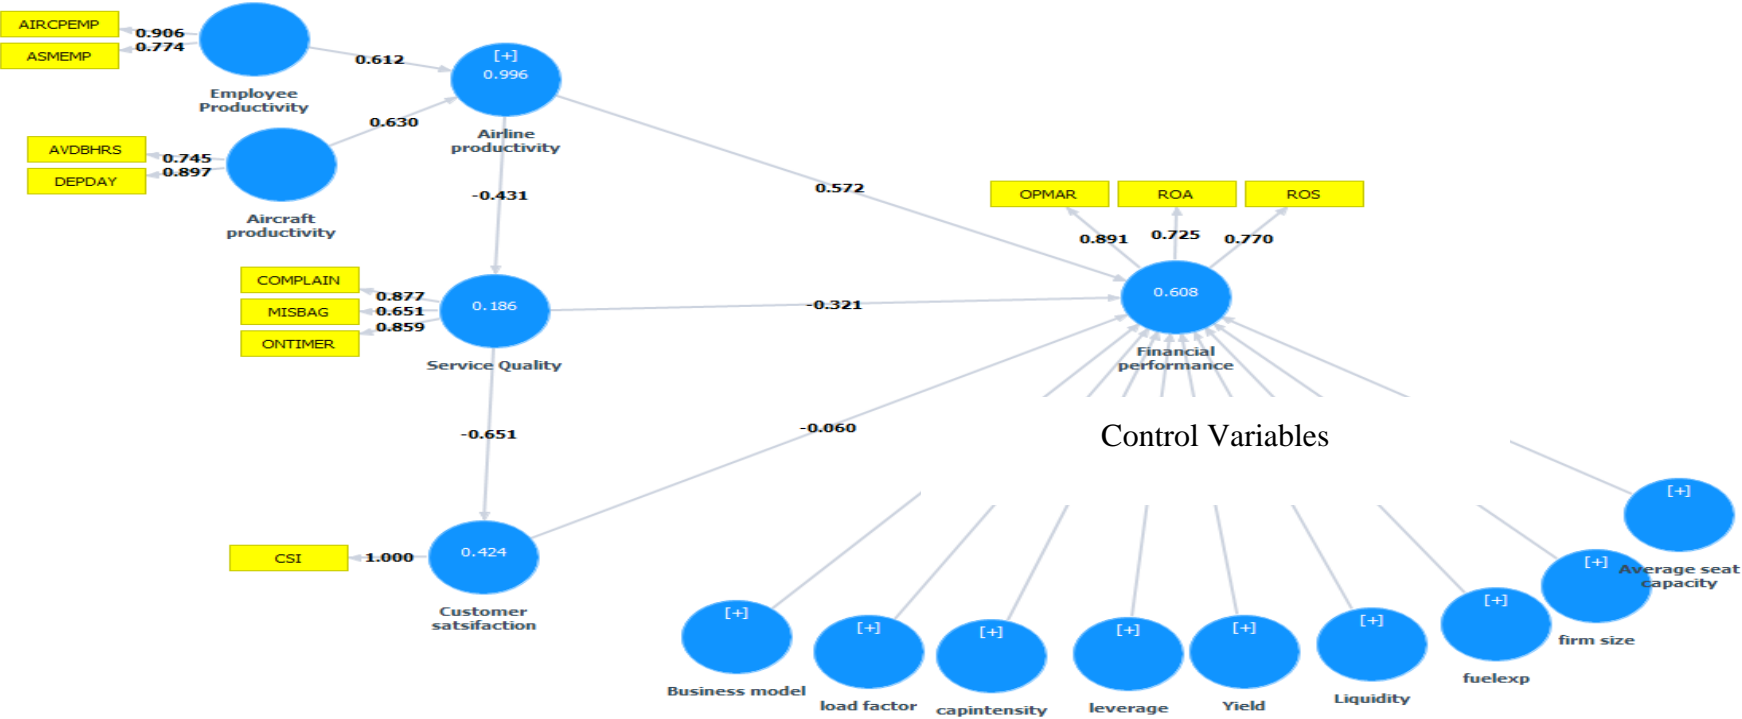 AIRCPEMP
0.906
ASMEMP
0.774
Employee
Productivity
0.612
[+]
0.996
Airline
productivity
AVDBHRS
0.745
DEPDAY
0.897
Aircraft
productivity
0.630
-0.431
0.572
OPMAR
ROA
ROS
0.891
0.725
0.770
0.608
Financial
performance
COMPLAIN
0.877
MISBAG
0.651
ONTIMER
0.859
0.186
Service Quality
-0.321
-0.651
-0.060
Control Variables
CSI
1.000
0.424
Customer
satsifaction
[+]
Business model
[+]
load factor
[+]
capintensity
[+]
leverage
[+]
Yield
[+]
Liquidity
[+]
fuelexp
[+]
firm size
[+]
Average seat
capacity